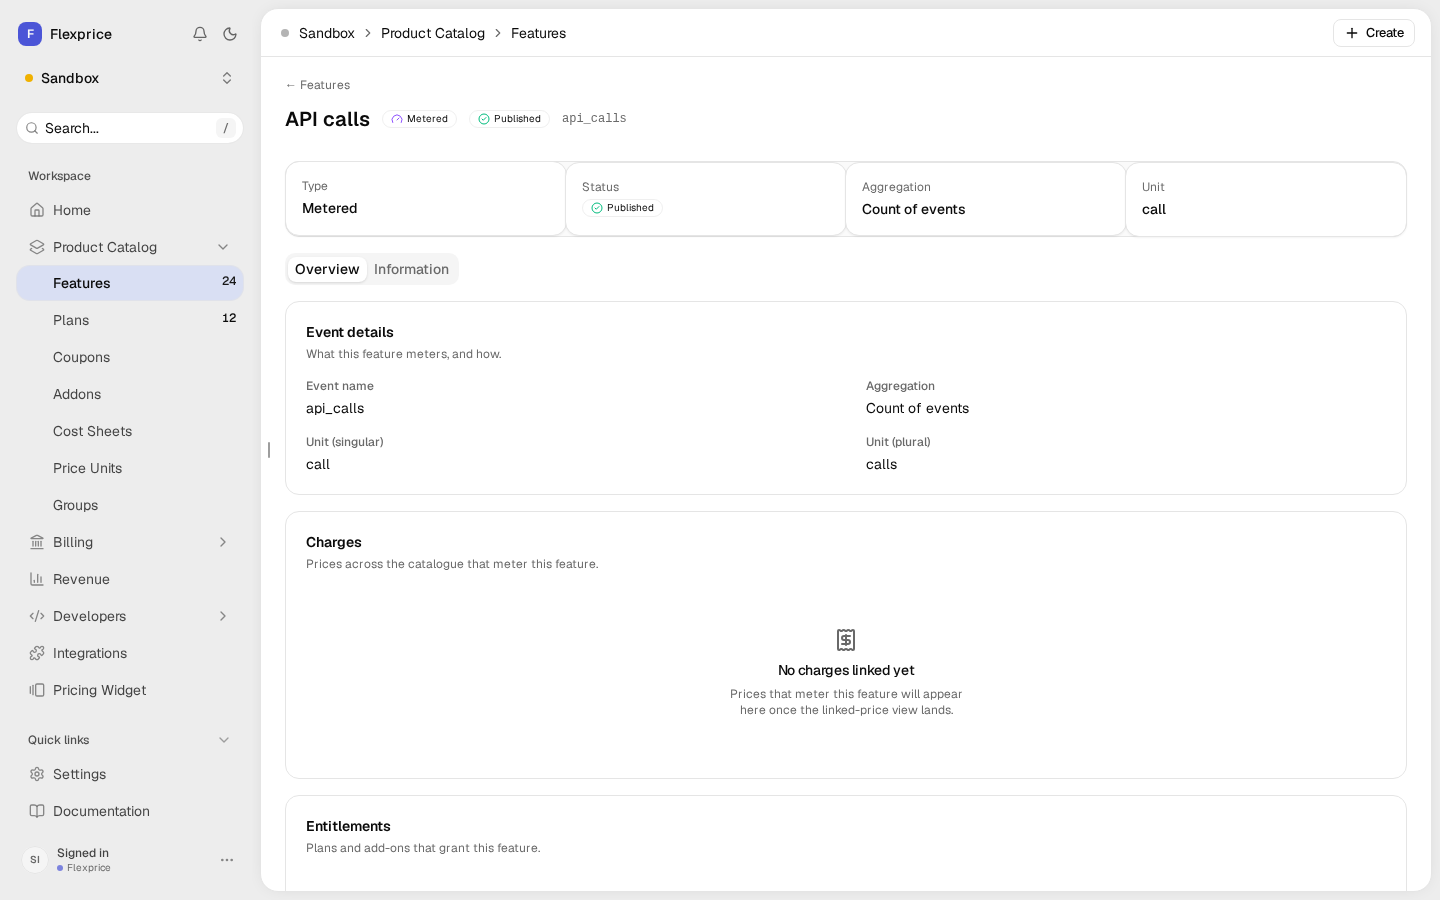 F Flexprice
Sandbox
Search... /
Workspace
Home
Product Catalog
Features 24
Plans 12
Coupons
Addons
Cost Sheets
Price Units
Groups
Billing
Revenue
Developers
Integrations
Pricing Widget
Quick links
Settings
Documentation
SI Signed in
Flexprice
Sandbox > Product Catalog > Features
+ Create
← Features
API calls Metered Published api_calls
Type
Metered
Status
Published
Aggregation
Count of events
Unit
call
Overview Information
Event details
What this feature meters, and how.
Event name
api_calls
Aggregation
Count of events
Unit (singular)
call
Unit (plural)
calls
Charges
Prices across the catalogue that meter this feature.
No charges linked yet
Prices that meter this feature will appear
here once the linked-price view lands.
Entitlements
Plans and add-ons that grant this feature.